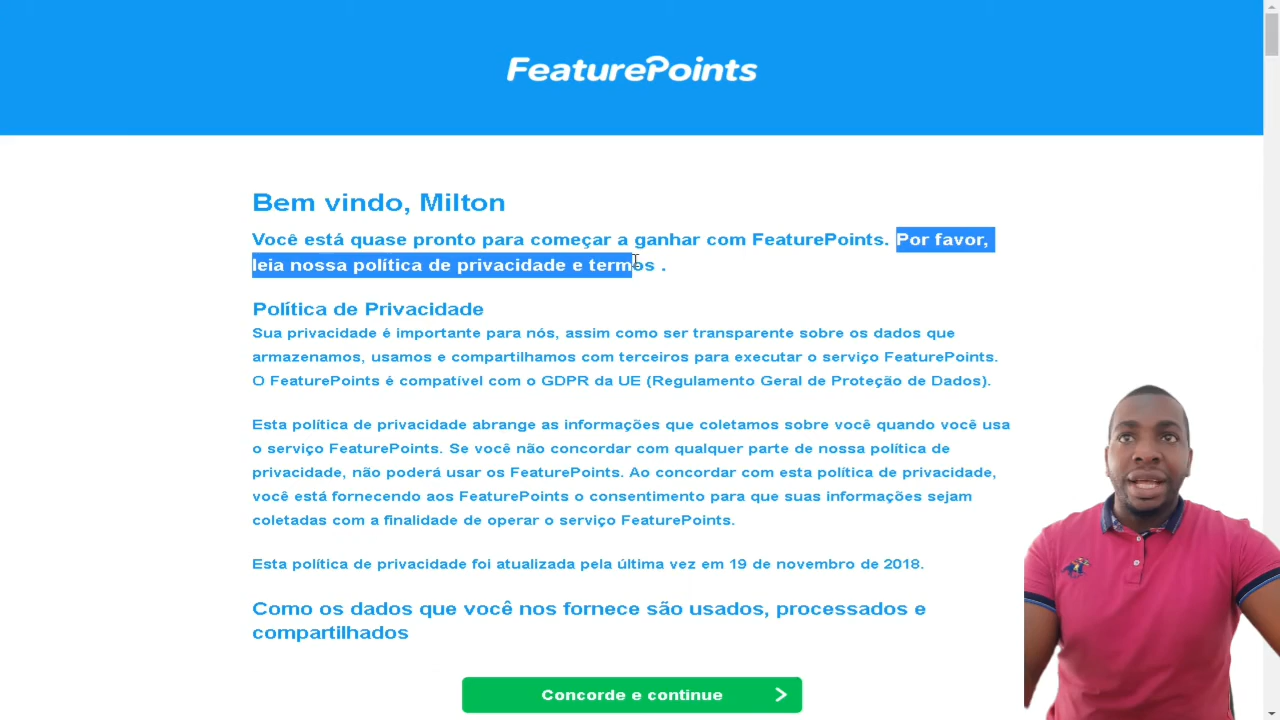 FeaturePoints
Bem vindo, Milton
Você está quase pronto para começar a ganhar com FeaturePoints. Por favor,
leia nossa política de privacidade e termos .
Política de Privacidade
Sua privacidade é importante para nós, assim como ser transparente sobre os dados que
armazenamos, usamos e compartilhamos com terceiros para executar o serviço FeaturePoints.
O FeaturePoints é compatível com o GDPR da UE (Regulamento Geral de Proteção de Dados).
Esta política de privacidade abrange as informações que coletamos sobre você quando você usa
o serviço FeaturePoints. Se você não concordar com qualquer parte de nossa política de
privacidade, não poderá usar os FeaturePoints. Ao concordar com esta política de privacidade,
você está fornecendo aos FeaturePoints o consentimento para que suas informações sejam
coletadas com a finalidade de operar o serviço FeaturePoints.
Esta política de privacidade foi atualizada pela última vez em 19 de novembro de 2018.
Como os dados que você nos fornece são usados, processados e
compartilhados
Concorde e continue